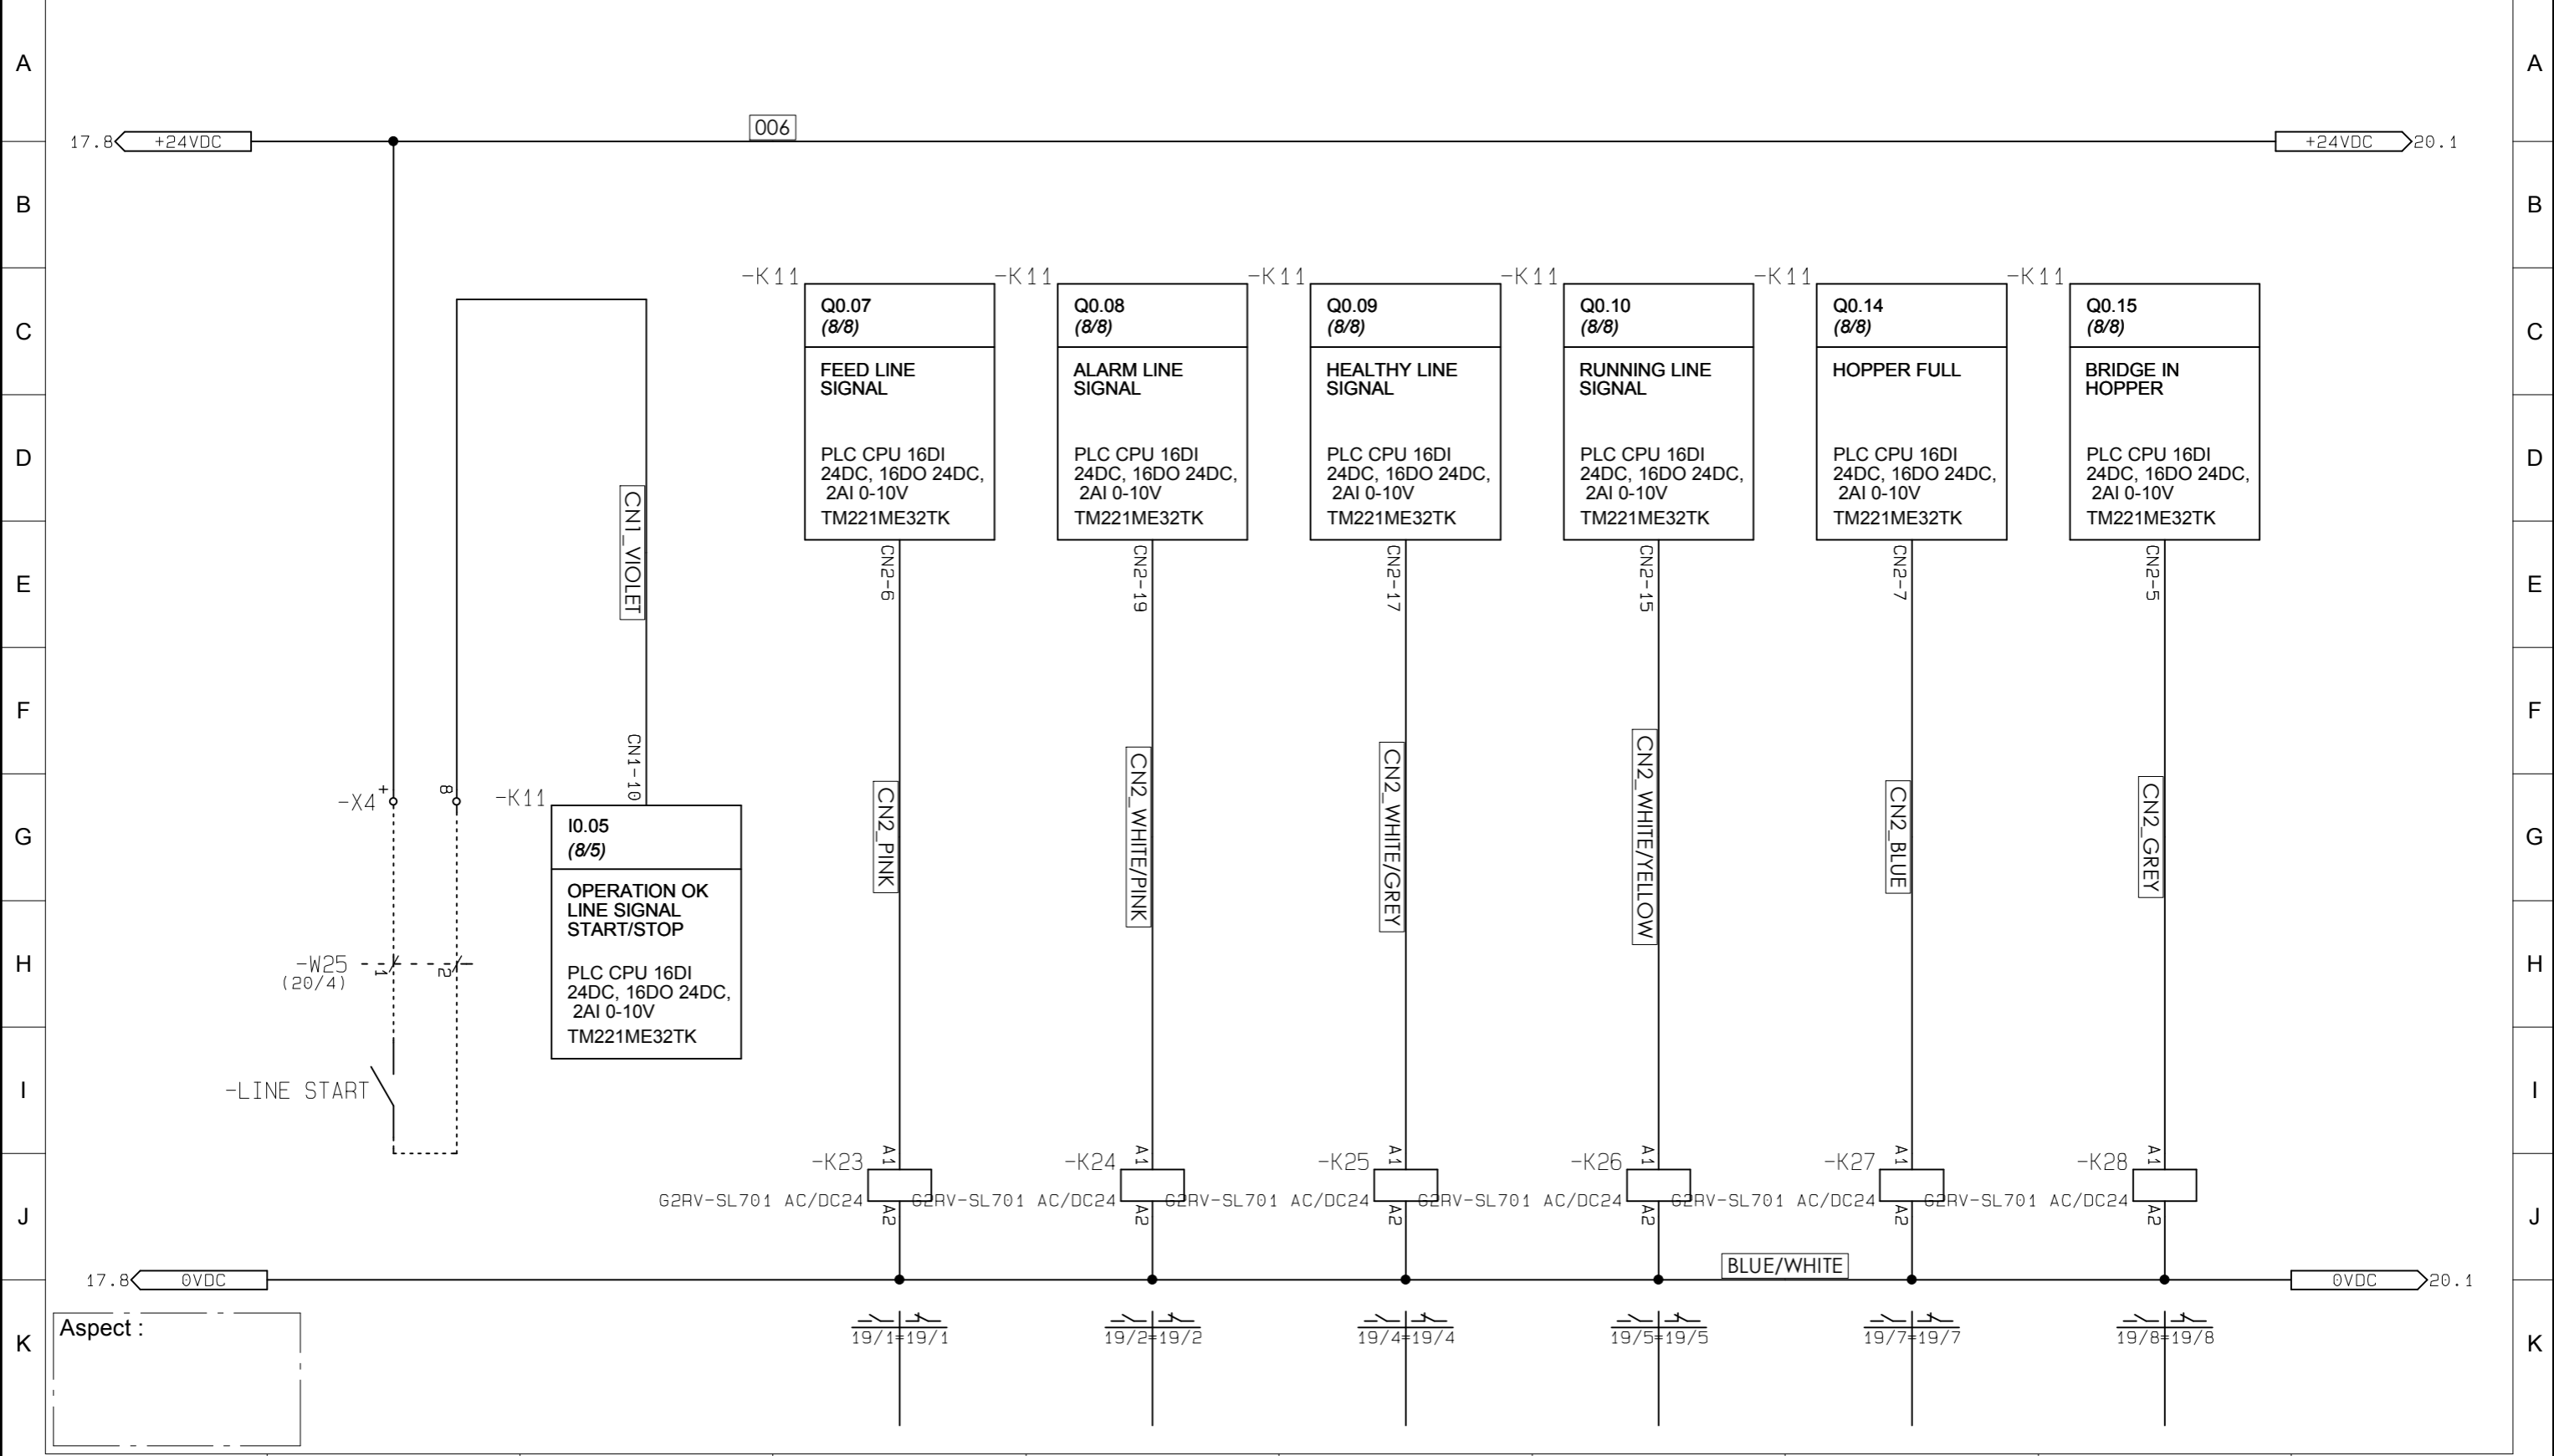 A
A
006
17.8 +24VDC
+24VDC 20.1
B
B
-K11
-K11
-K11
-K11
-K11
-K11
C
C
Q0.07
(8/8)
FEED LINE
SIGNAL
PLC CPU 16DI
24DC, 16DO 24DC,
2AI 0-10V
TM221ME32TK
Q0.08
(8/8)
ALARM LINE
SIGNAL
PLC CPU 16DI
24DC, 16DO 24DC,
2AI 0-10V
TM221ME32TK
Q0.09
(8/8)
HEALTHY LINE
SIGNAL
PLC CPU 16DI
24DC, 16DO 24DC,
2AI 0-10V
TM221ME32TK
Q0.10
(8/8)
RUNNING LINE
SIGNAL
PLC CPU 16DI
24DC, 16DO 24DC,
2AI 0-10V
TM221ME32TK
Q0.14
(8/8)
HOPPER FULL
PLC CPU 16DI
24DC, 16DO 24DC,
2AI 0-10V
TM221ME32TK
Q0.15
(8/8)
BRIDGE IN
HOPPER
PLC CPU 16DI
24DC, 16DO 24DC,
2AI 0-10V
TM221ME32TK
D
D
CN1_VIOLET
CN2-6
CN2-19
CN2-17
CN2-15
CN2-7
CN2-5
E
E
F
F
CN1-10
-X4
+
8
-K11
I0.05
(8/5)
OPERATION OK
LINE SIGNAL
START/STOP
PLC CPU 16DI
24DC, 16DO 24DC,
2AI 0-10V
TM221ME32TK
CN2_PINK
CN2_WHITE/PINK
CN2_WHITE/GREY
CN2_WHITE/YELLOW
CN2_BLUE
CN2_GREY
G
G
H
H
-W25
(20/4)
1
2
-LINE START
I
I
-K23
A1
G2RV-SL701 AC/DC24
A2
-K24
A1
G2RV-SL701 AC/DC24
A2
-K25
A1
G2RV-SL701 AC/DC24
A2
-K26
A1
G2RV-SL701 AC/DC24
A2
-K27
A1
G2RV-SL701 AC/DC24
A2
-K28
A1
G2RV-SL701 AC/DC24
A2
J
J
BLUE/WHITE
17.8 0VDC
0VDC 20.1
Aspect :
19/1 19/1
19/2 19/2
19/4 19/4
19/5 19/5
19/7 19/7
19/8 19/8
K
K